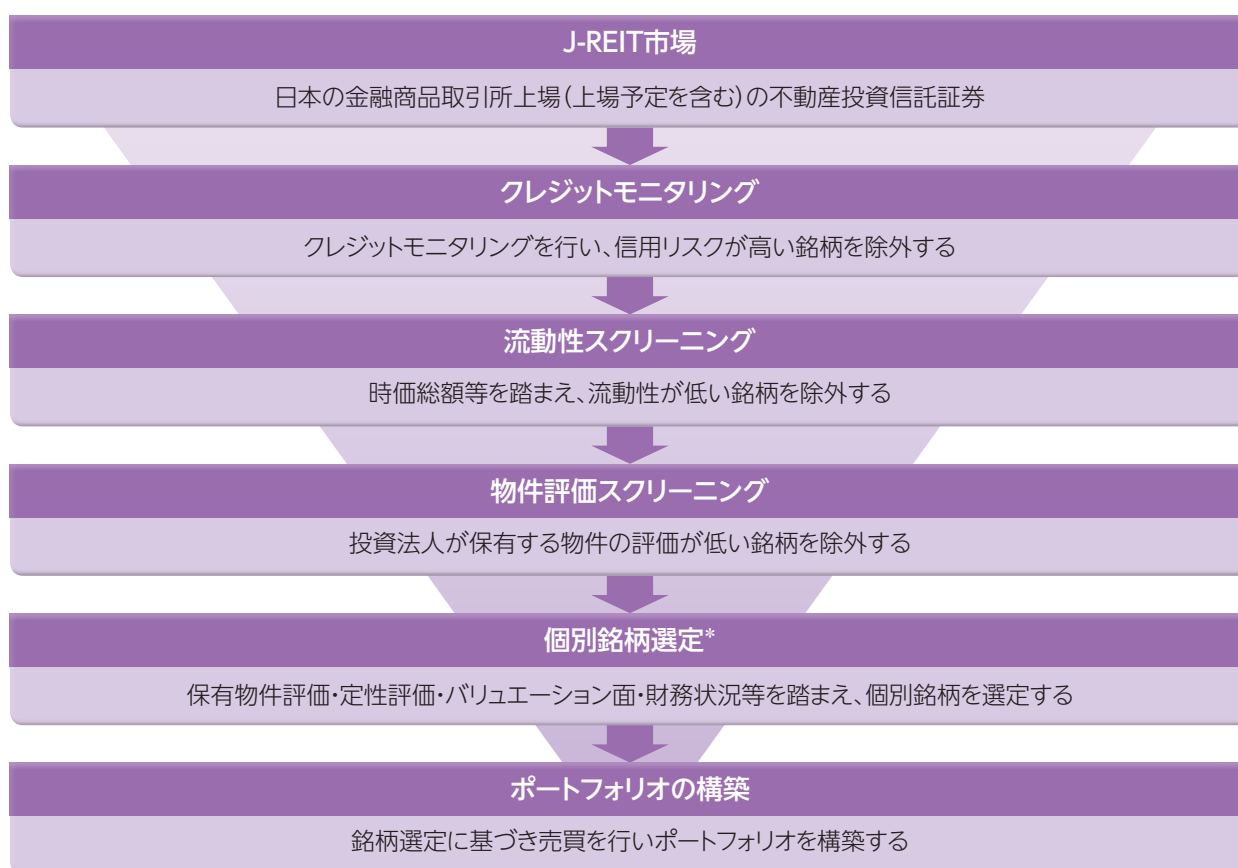 J-REIT市場
日本の金融商品取引所上場(上場予定を含む)の不動産投資信託証券
クレジットモニタリング
クレジットモニタリングを行い、信用リスクが高い銘柄を除外する
流動性スクリーニング
時価総額等を踏まえ、流動性が低い銘柄を除外する
物件評価スクリーニング
投資法人が保有する物件の評価が低い銘柄を除外する
個別銘柄選定*
保有物件評価・定性評価・バリュエーション面・財務状況等を踏まえ、個別銘柄を選定する
ポートフォリオの構築
銘柄選定に基づき売買を行いポートフォリオを構築する